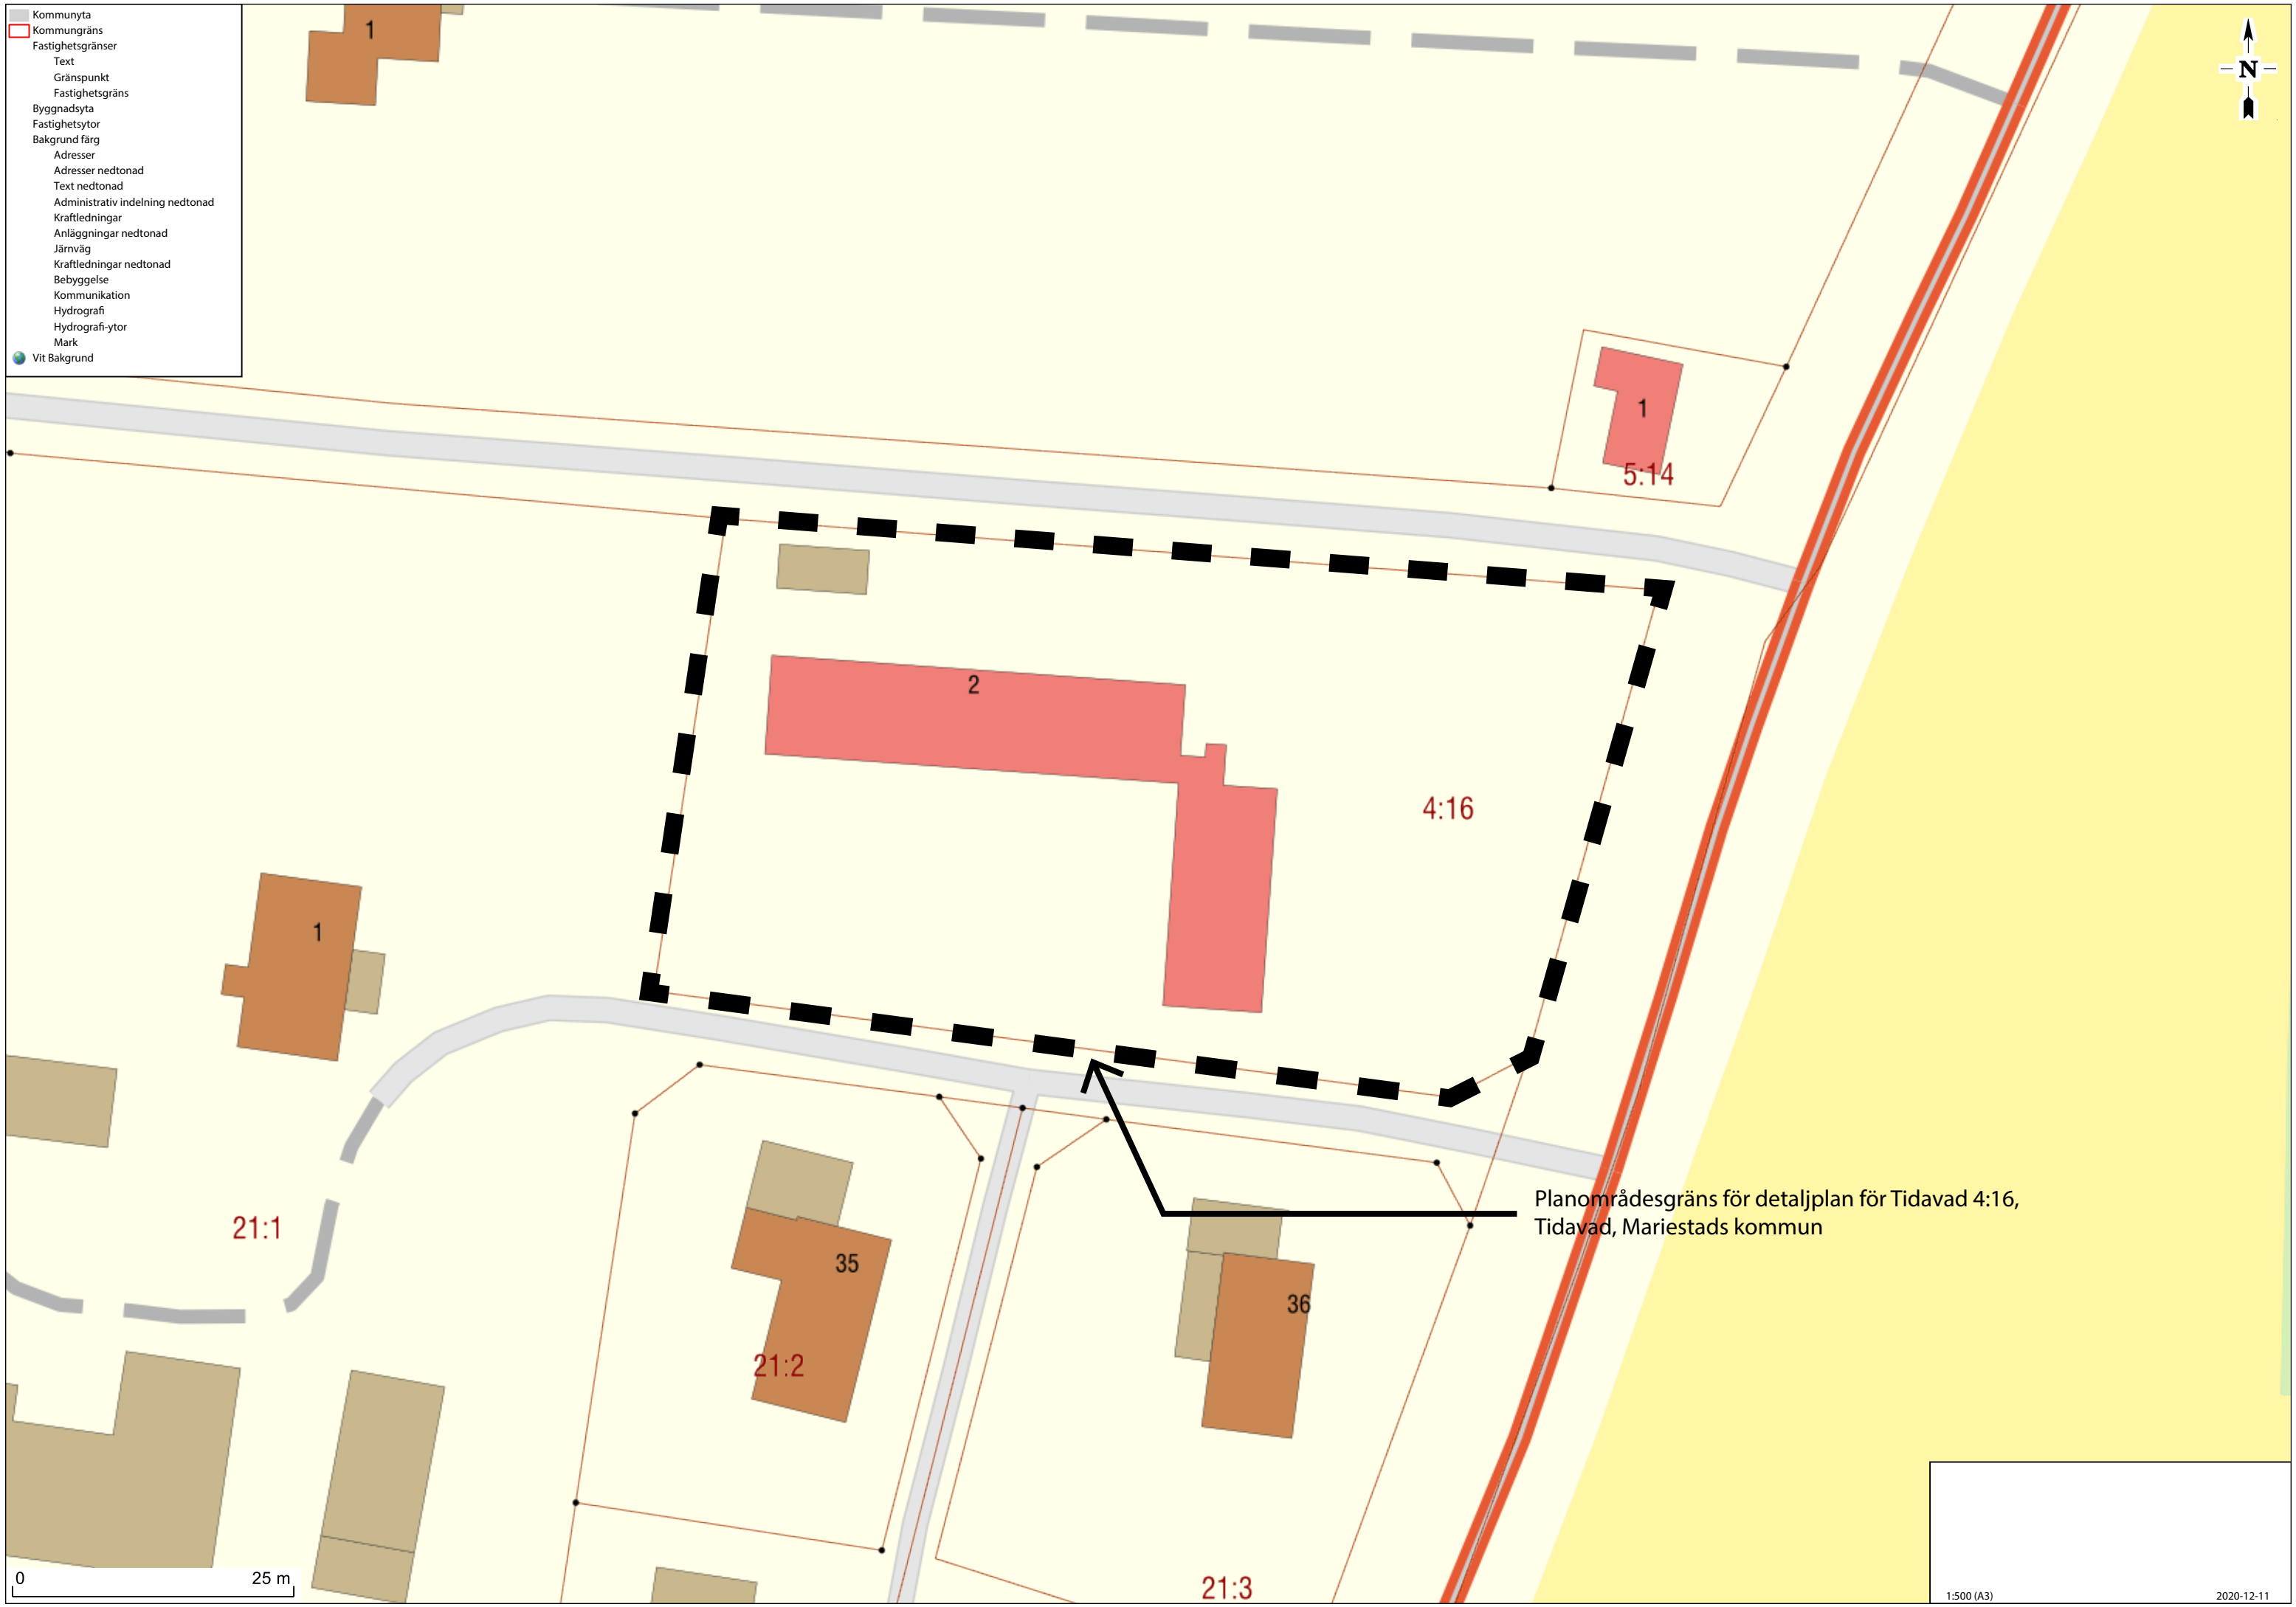 Kommunyta
Kommungräns
Fastighetsgränser
Text
Gränspunkt
Fastighetsgräns
Byggnadsyta
Fastighetsytor
Bakgrund färg
Adresser
Adresser nedtonad
Text nedtonad
Administrativ indelning nedtonad
Kraftledningar
Anläggningar nedtonad
Järnväg
Kraftledningar nedtonad
Bebyggelse
Kommunikation
Hydrografi
Hydrografi-ytor
Mark
Vit Bakgrund
1
N
1
5:14
2
4:16
1
Planområdesgräns för detaljplan för Tidavad 4:16,
Tidavad, Mariestads kommun
21:1
35
36
21:2
21:3
0 25 m
1:500 (A3) 2020-12-11